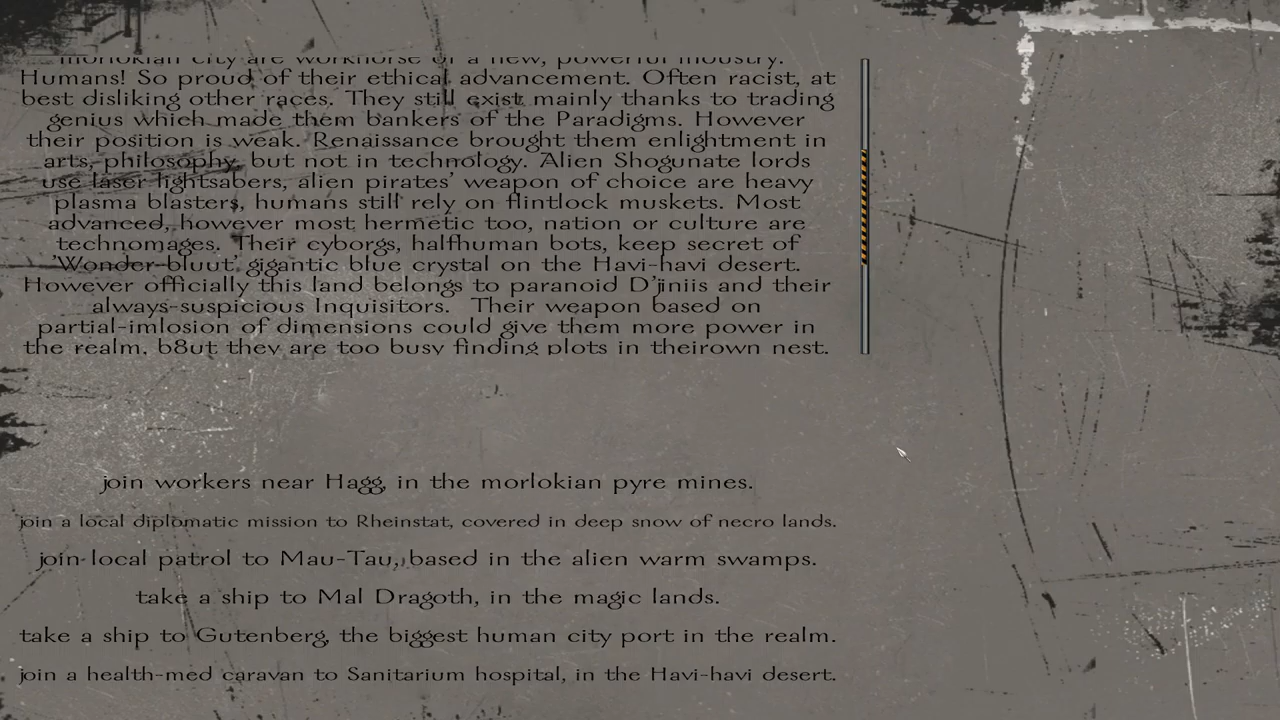 morlokian city are workhorse of a new, powerful industry.
Humans! So proud of their ethical advancement. Often racist, at
best disliking other races. They still exist mainly thanks to trading
genius which made them bankers of the Paradigms. However
their position is weak. Renaissance brought them enlightment in
arts, philosophy, but not in technology. Alien Shogunate lords
use laser lightsabers, alien pirates' weapon of choice are heavy
plasma blasters, humans still rely on flintlock muskets. Most
advanced, however most hermetic too, nation or culture are
technomages. Their cyborgs, halfhuman bots, keep secret of
'Wonder-bluut' gigantic blue crystal on the Havi-havi desert.
However officially this land belongs to paranoid D'jiniis and their
always-suspicious Inquisitors. Their weapon based on
partial-imlosion of dimensions could give them more power in
the realm, b8ut they are too busy finding plots in theirown nest.
join workers near Hagg, in the morlokian pyre mines.
join a local diplomatic mission to Rheinstat, covered in deep snow of necro lands.
join local patrol to Mau-Tau, based in the alien warm swamps.
take a ship to Mal Dragoth, in the magic lands.
take a ship to Gutenberg, the biggest human city port in the realm.
join a health-med caravan to Sanitarium hospital, in the Havi-havi desert.